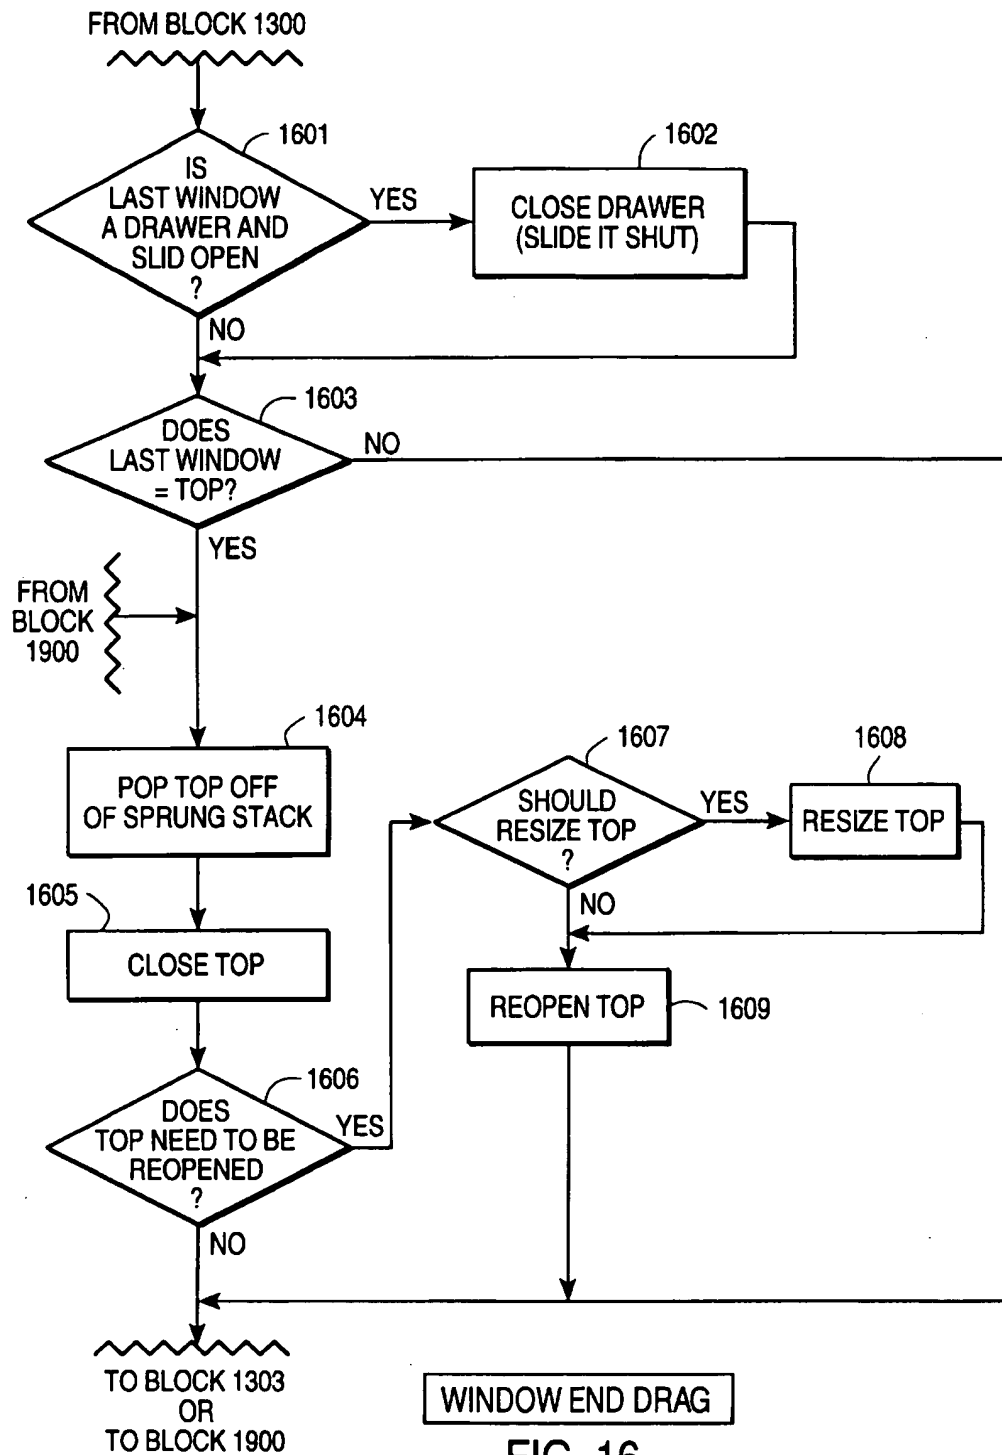 FROM BLOCK 1300
1601
IS
LAST WINDOW
A DRAWER AND
SLID OPEN
?
YES
1602
CLOSE DRAWER
(SLIDE IT SHUT)
NO
1603
DOES
LAST WINDOW
= TOP?
NO
YES
FROM
BLOCK
1900
1604
POP TOP OFF
OF SPRUNG STACK
1605
CLOSE TOP
1606
DOES
TOP NEED TO BE
REOPENED
?
YES
NO
1607
SHOULD
RESIZE TOP
?
YES
1608
RESIZE TOP
NO
REOPEN TOP
1609
TO BLOCK 1303
OR
TO BLOCK 1900
WINDOW END DRAG
FIG. 16